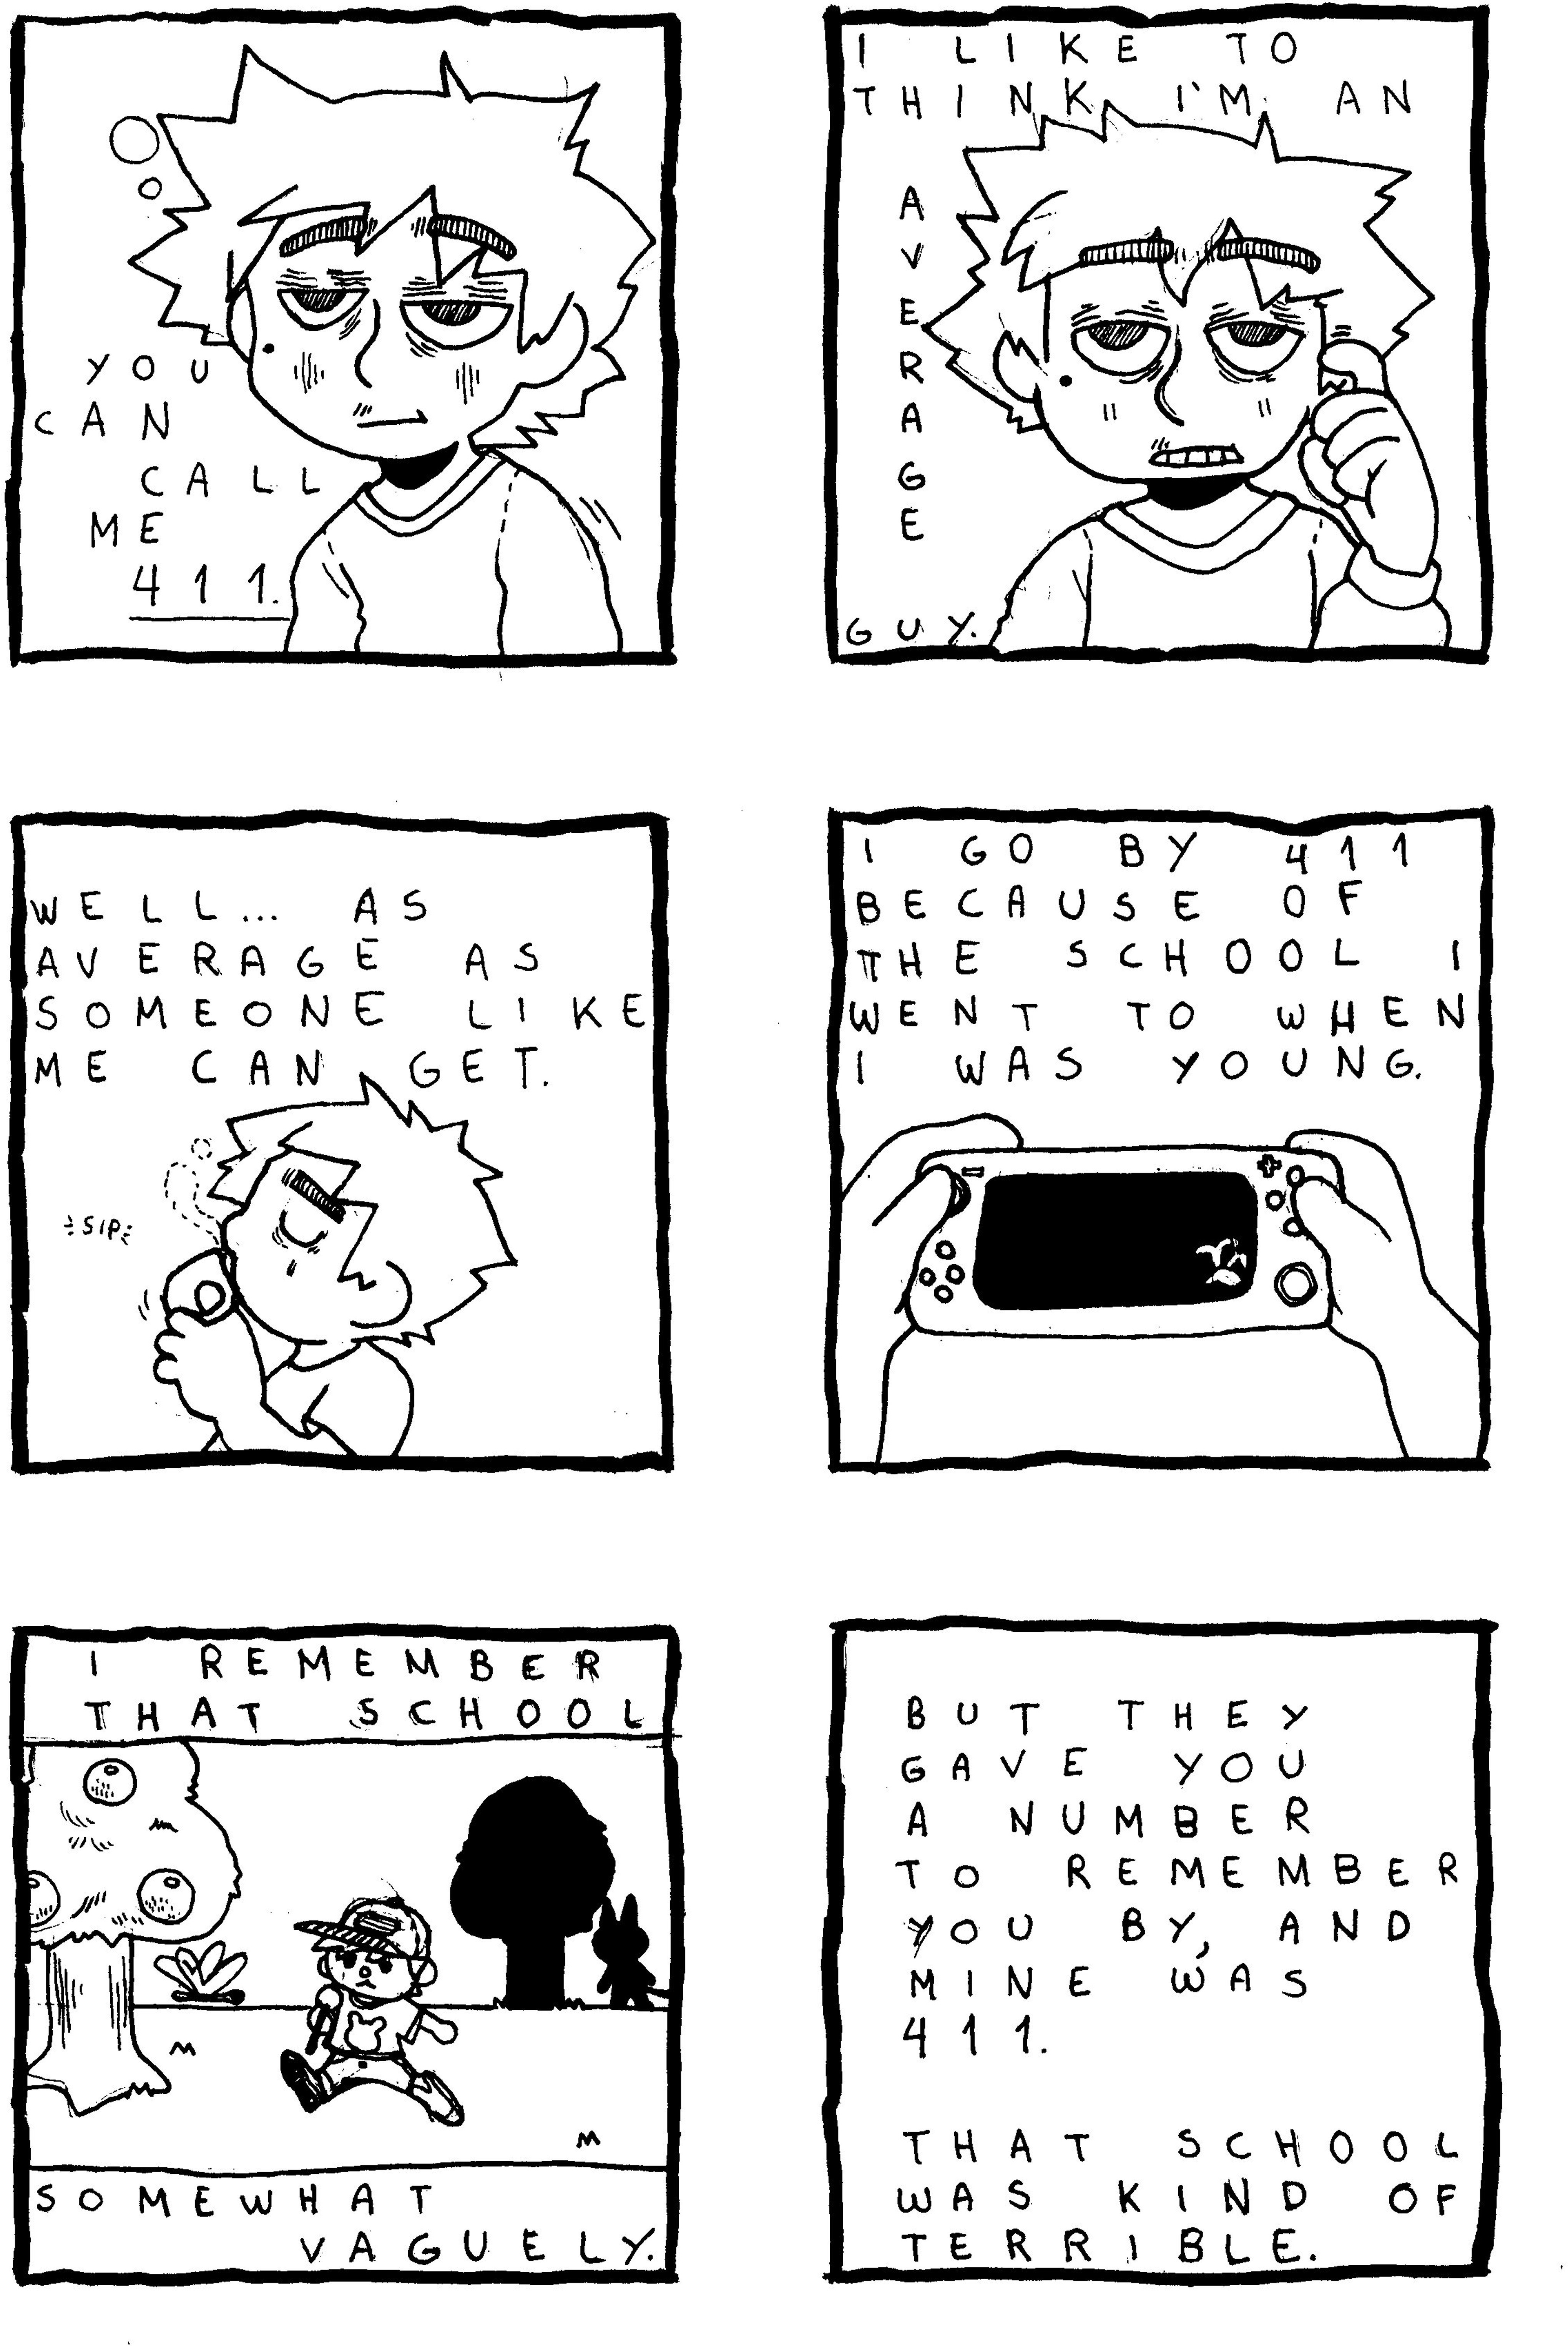 YOU
CAN
CALL
ME
411.
I LIKE TO
THINK I'M AN
AVERAGE
GUY.
WELL... AS
AVERAGE AS
SOMEONE LIKE
ME CAN GET.
SIP
I GO BY 411
BECAUSE OF
THE SCHOOL I
WENT TO WHEN
I WAS YOUNG.
I REMEMBER
THAT SCHOOL
SOMEWHAT
VAGUELY.
BUT THEY
GAVE YOU
A NUMBER
TO REMEMBER
YOU BY, AND
MINE WAS
411.
THAT SCHOOL
WAS KIND OF
TERRIBLE.